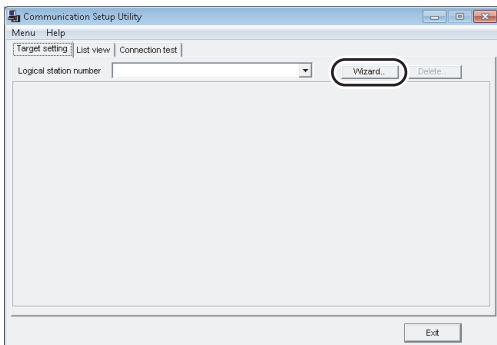 Communication Setup Utility
Menu Help
Target setting List view Connection test
Logical station number Wizard... Delete...
Exit